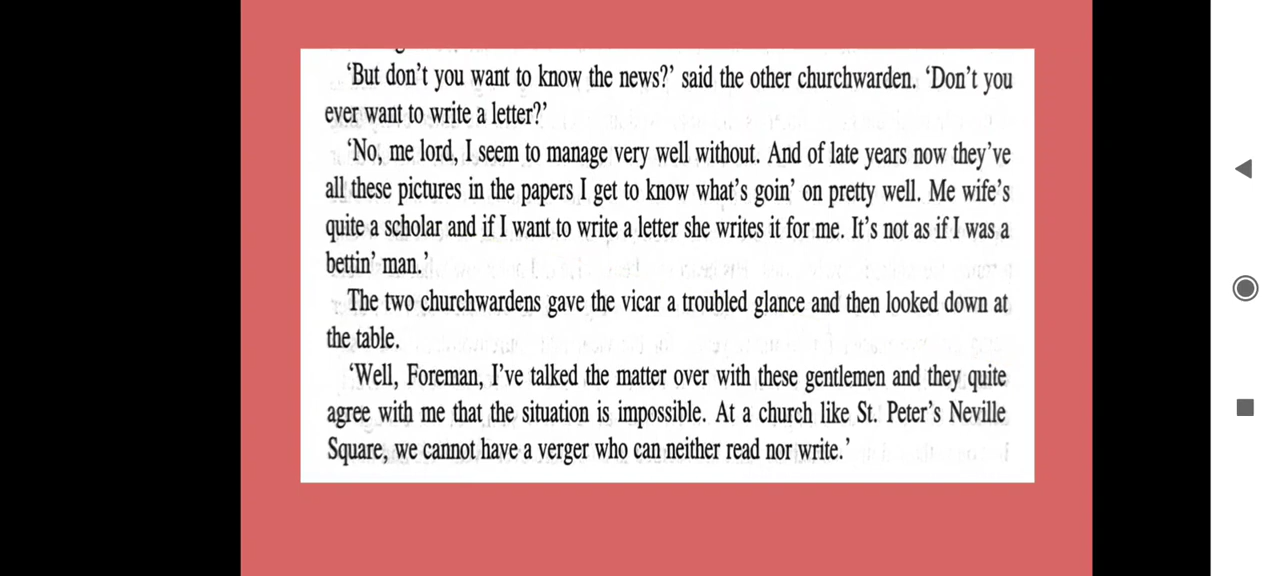 ‘But don’t you want to know the news?’ said the other churchwarden. ‘Don’t you
ever want to write a letter?’
‘No, me lord, I seem to manage very well without. And of late years now they’ve
all these pictures in the papers I get to know what’s goin’ on pretty well. Me wife’s
quite a scholar and if I want to write a letter she writes it for me. It’s not as if I was a
bettin’ man.’
The two churchwardens gave the vicar a troubled glance and then looked down at
the table.
‘Well, Foreman, I’ve talked the matter over with these gentlemen and they quite
agree with me that the situation is impossible. At a church like St. Peter’s Neville
Square, we cannot have a verger who can neither read nor write.’